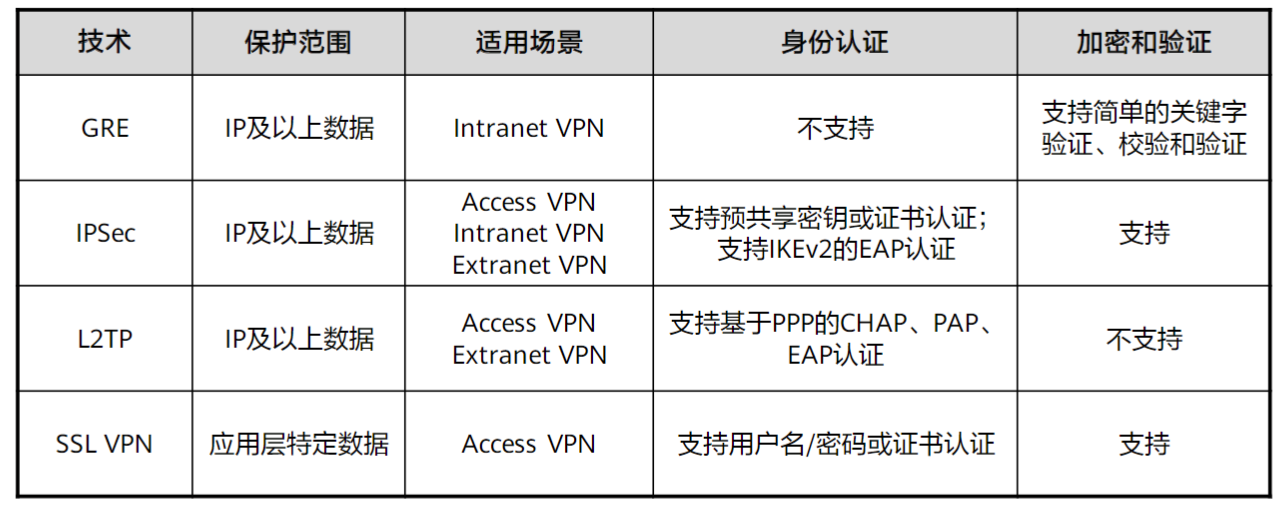 技术 保护范围 适用场景 身份认证 加密和验证
GRE IP及以上数据 Intranet VPN 不支持 支持简单的关键字
验证、校验和验证
IPSec IP及以上数据 Access VPN
Intranet VPN
Extranet VPN
支持预共享密钥或证书认证；
支持IKEv2的EAP认证
支持
L2TP IP及以上数据 Access VPN
Extranet VPN
支持基于PPP的CHAP、PAP、
EAP认证
不支持
SSL VPN 应用层特定数据 Access VPN 支持用户名/密码或证书认证 支持